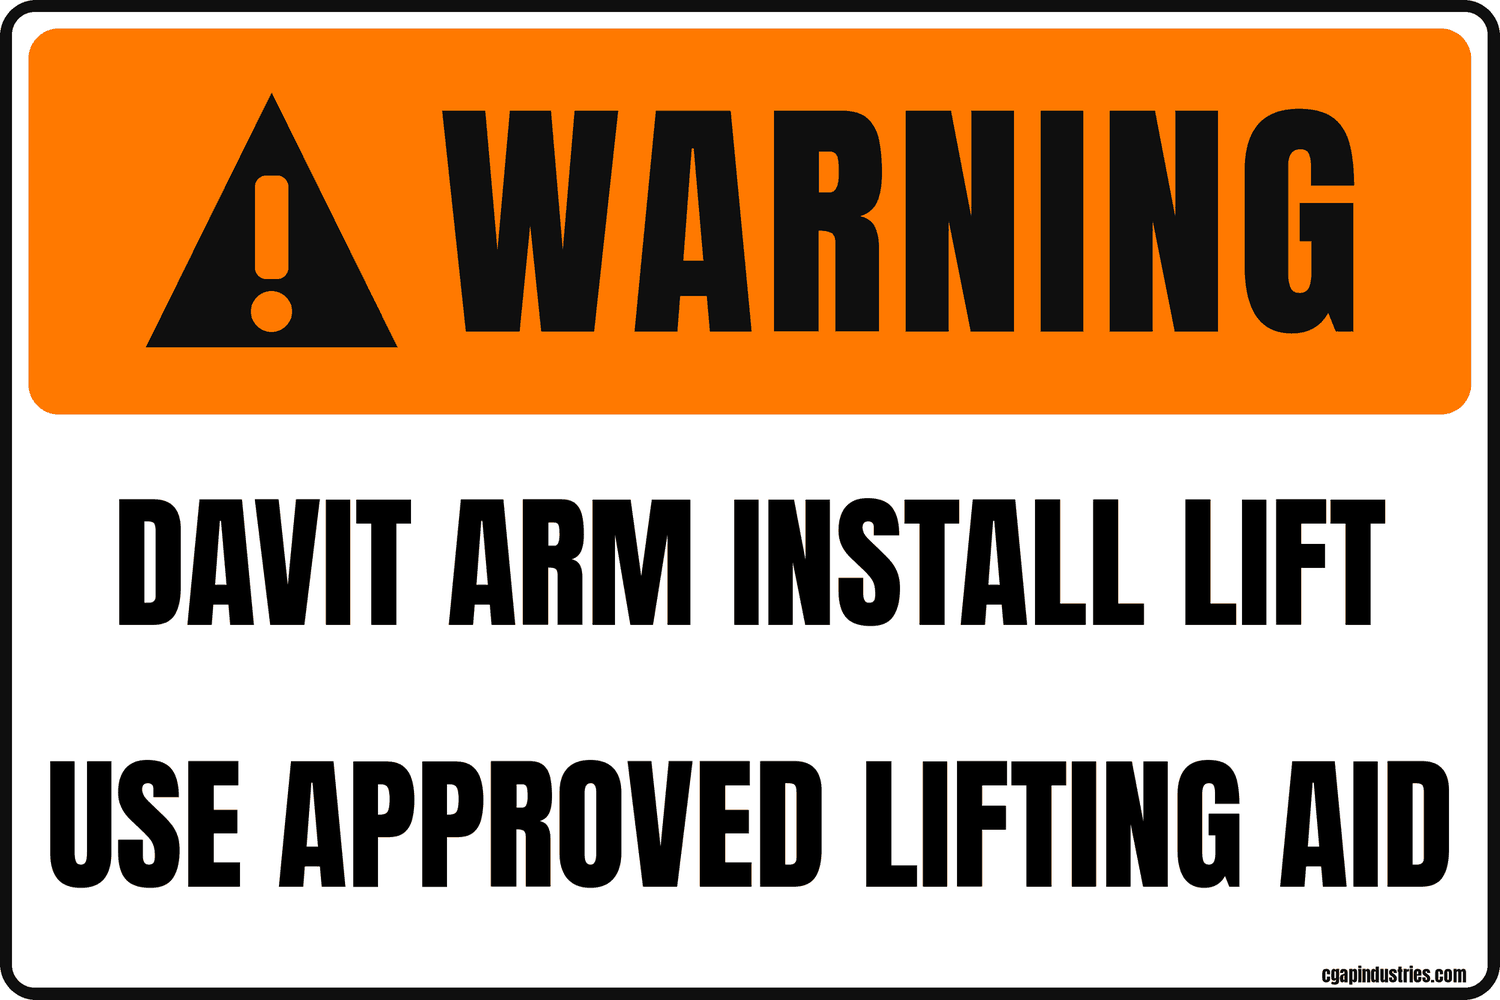 WARNING
DAVIT ARM INSTALL LIFT
USE APPROVED LIFTING AID
cgapindustries.com